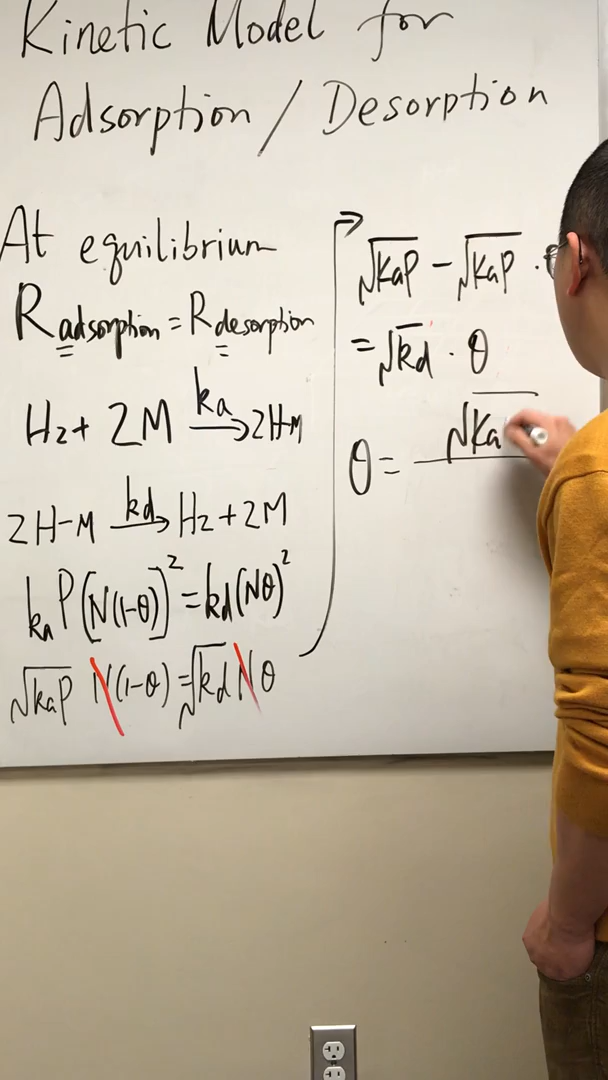 Kinetic Model for
Adsorption / Desorption
At equilibrium
R adsorption = R desorption
H₂ + 2M →(ka) 2H-M
2H-M →(kd) H₂ + 2M
kₐ P [N(1-θ)]² = kd (Nθ)²
√kaP N(1-θ) = √kd N θ
√kaP - √kaP ·
= √kd · θ
θ = √ka